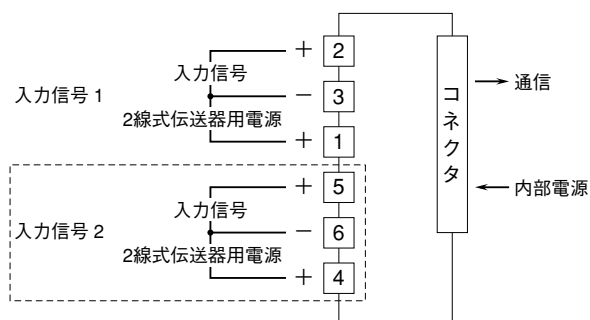 + 2
入力信号
入力信号 1
− 3
2線式伝送器用電源
+ 1
+ 5
入力信号
入力信号 2
− 6
2線式伝送器用電源
+ 4
コネクタ
通信
内部電源